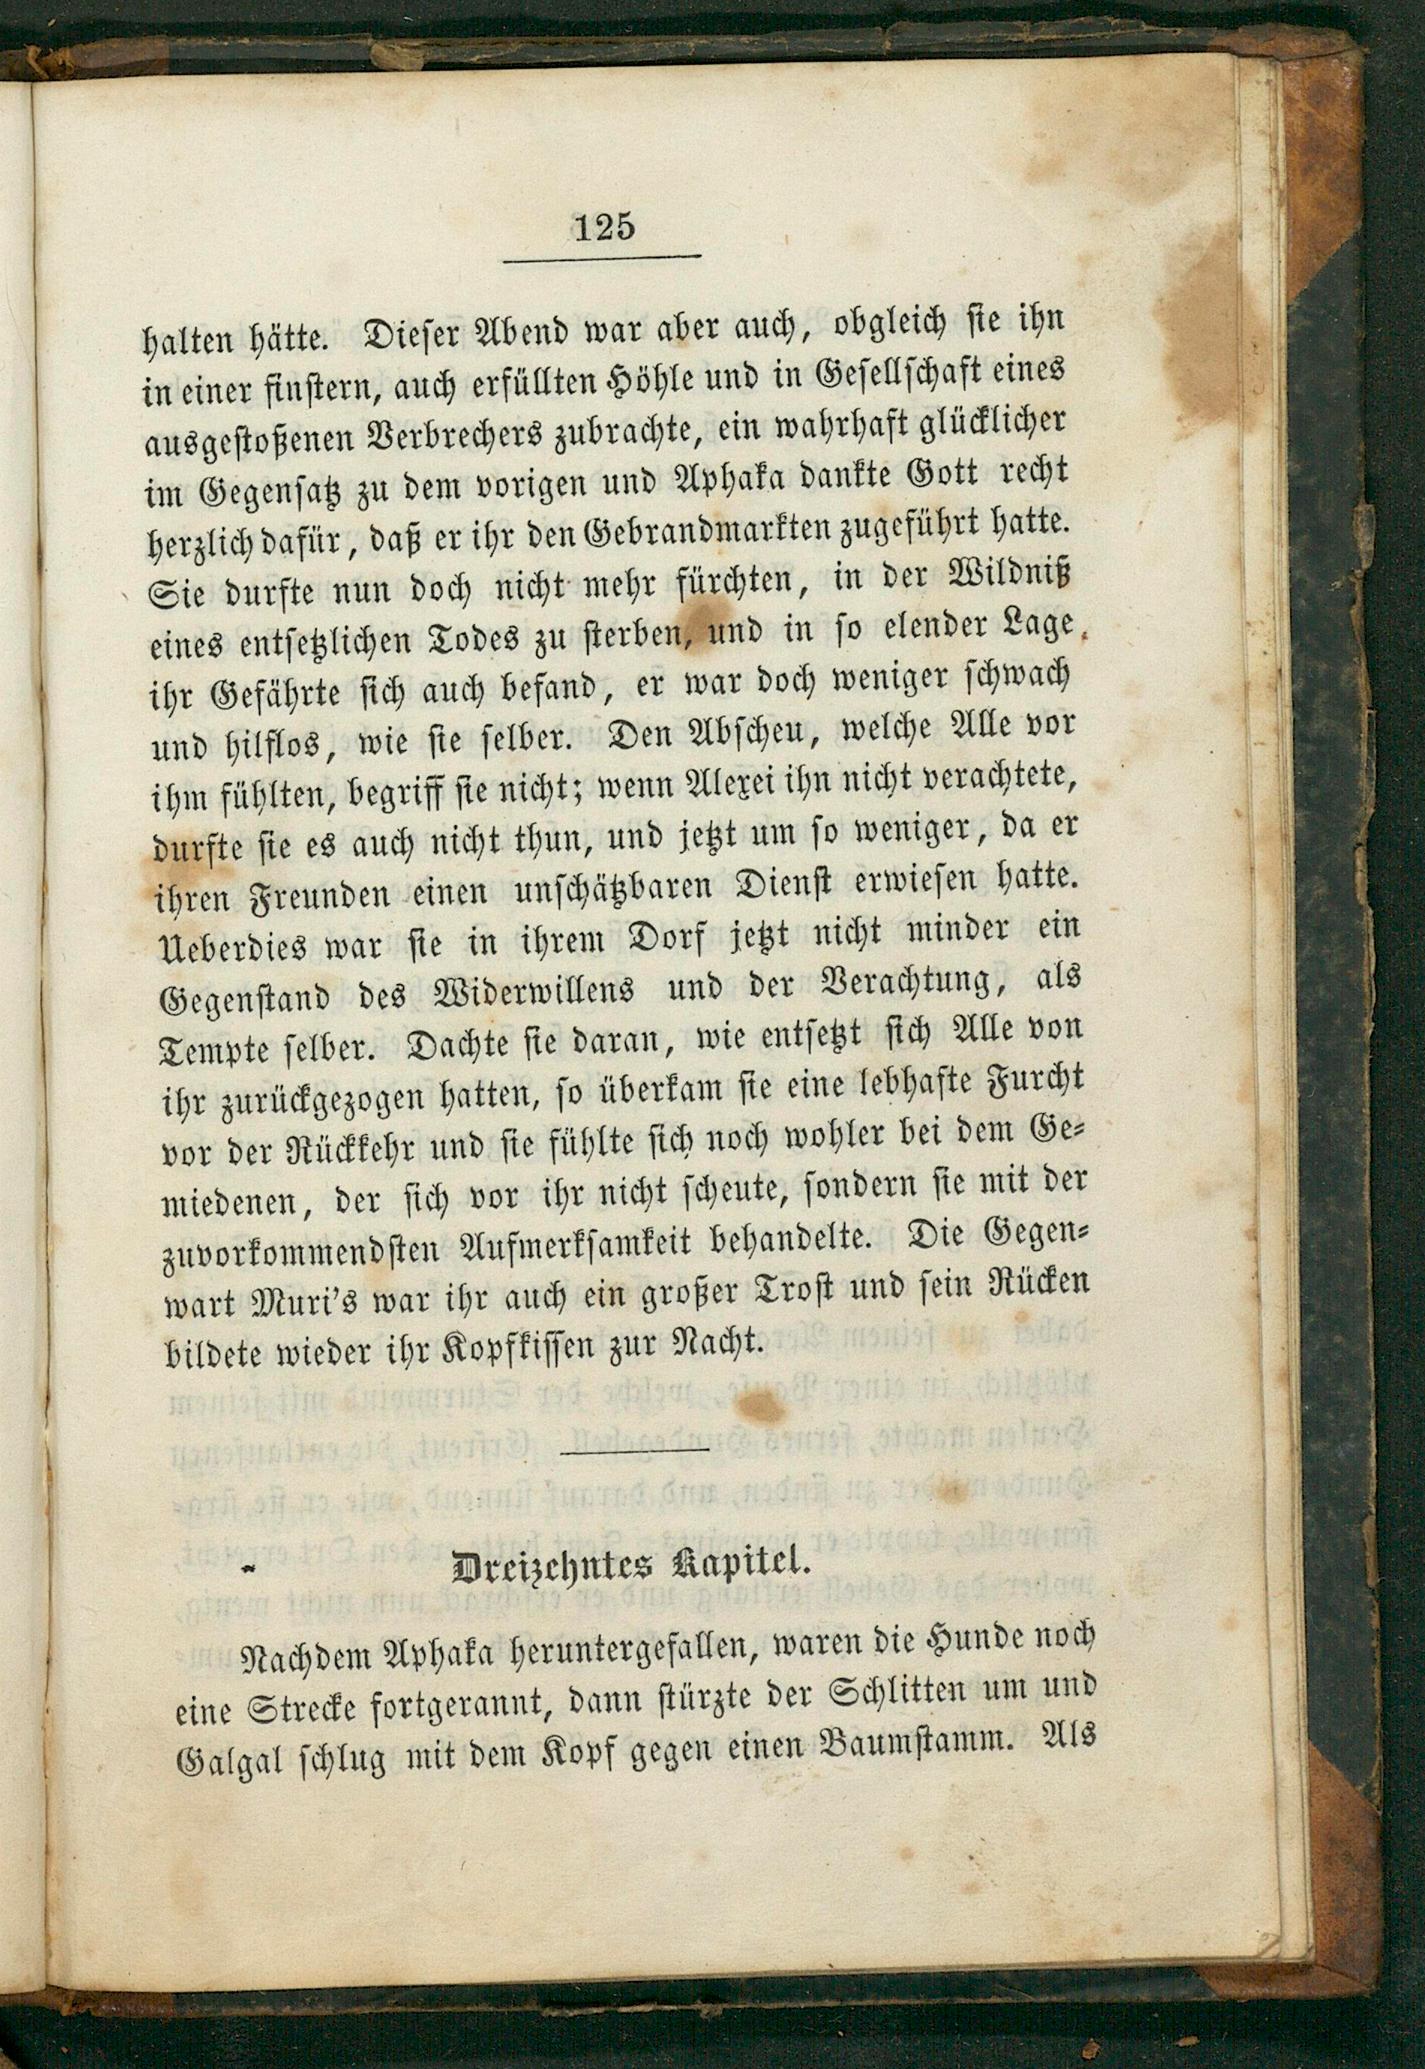 125
halten hätte. Dieser Abend war aber auch, obgleich sie ihn
in einer finstern, auch erfüllten Höhle und in Gesellschaft eines
ausgestoßenen Verbrechers zubrachte, ein wahrhaft glücklicher
im Gegensatz zu dem vorigen und Aphaka dankte Gott recht
herzlich dafür, daß er ihr den Gebrandmarkten zugeführt hatte.
Sie durfte nun doch nicht mehr fürchten, in der Wildniß
eines entsetzlichen Todes zu sterben, und in so elender Lage
ihr Gefährte sich auch befand, er war doch weniger schwach
und hilflos, wie sie selber. Den Abscheu, welche Alle vor
ihm fühlten, begriff sie nicht; wenn Alexei ihn nicht verachtete,
durfte sie es auch nicht thun, und jetzt um so weniger, da er
ihren Freunden einen unschätzbaren Dienst erwiesen hatte.
Ueberdies war sie in ihrem Dorf jetzt nicht minder ein
Gegenstand des Widerwillens und der Verachtung, als
Tempte selber. Dachte sie daran, wie entsetzt sich Alle von
ihr zurückgezogen hatten, so überkam sie eine lebhafte Furcht
vor der Rückkehr und sie fühlte sich noch wohler bei dem Ge-
miedenen, der sich vor ihr nicht scheute, sondern sie mit der
zuvorkommendsten Aufmerksamkeit behandelte. Die Gegen-
wart Muri's war ihr auch ein großer Trost und sein Rücken
bildete wieder ihr Kopfkissen zur Nacht.
Dreizehntes Kapitel.
Nachdem Aphaka heruntergefallen, waren die Hunde noch
eine Strecke fortgerannt, dann stürzte der Schlitten um und
Galgal schlug mit dem Kopf gegen einen Baumstamm. Als